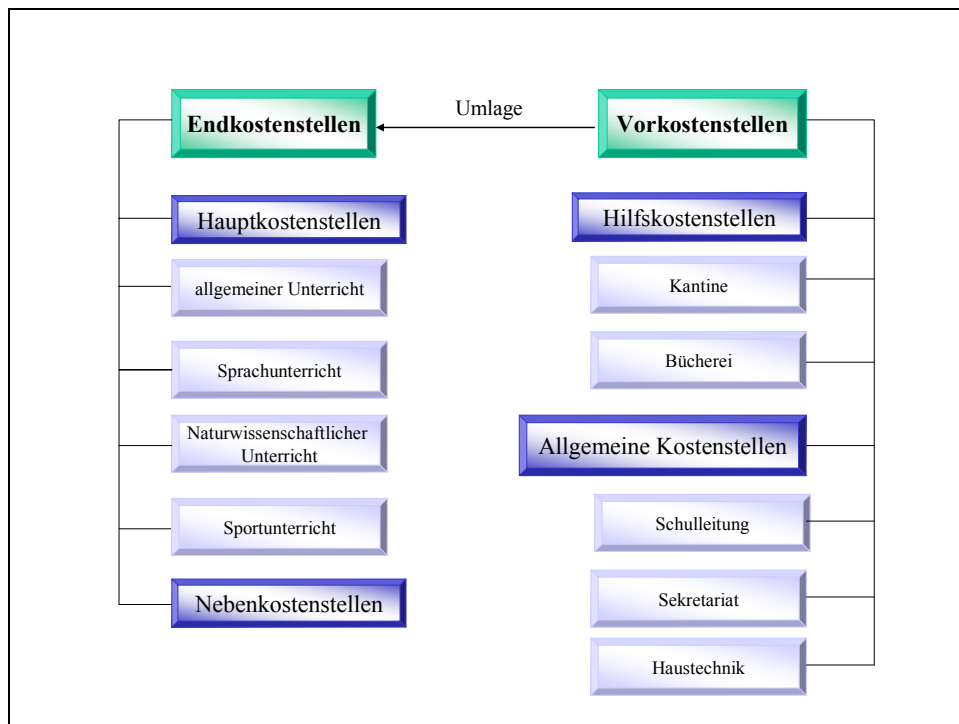 Endkostenstellen
Umlage
Vorkostenstellen
Hauptkostenstellen
allgemeiner Unterricht
Sprachunterricht
Naturwissenschaftlicher
Unterricht
Sportunterricht
Nebenkostenstellen
Hilfskostenstellen
Kantine
Bücherei
Allgemeine Kostenstellen
Schulleitung
Sekretariat
Haustechnik